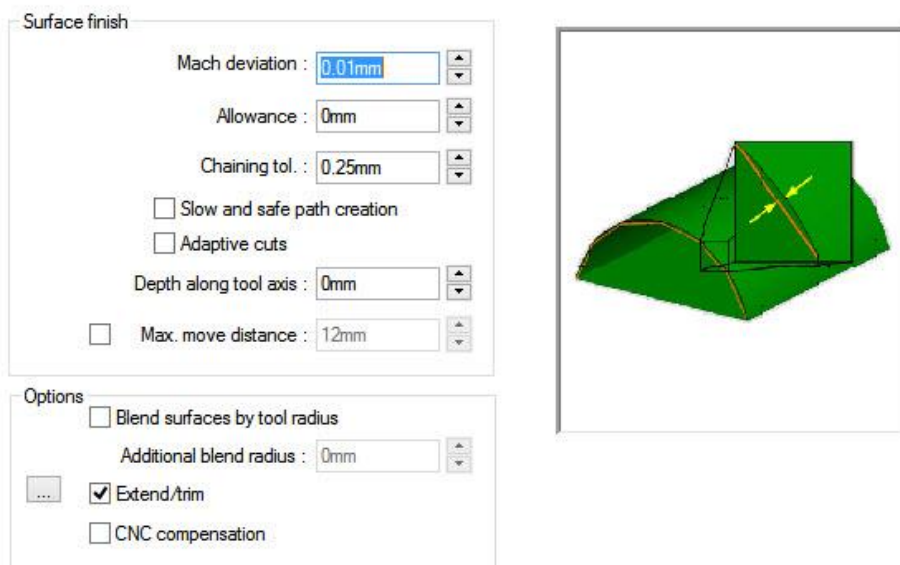 Surface finish
Mach deviation : 0.01mm
Allowance : 0mm
Chaining tol. : 0.25mm
Slow and safe path creation
Adaptive cuts
Depth along tool axis : 0mm
Max. move distance : 12mm
Options
Blend surfaces by tool radius
Additional blend radius : 0mm
... Extend/trim
CNC compensation